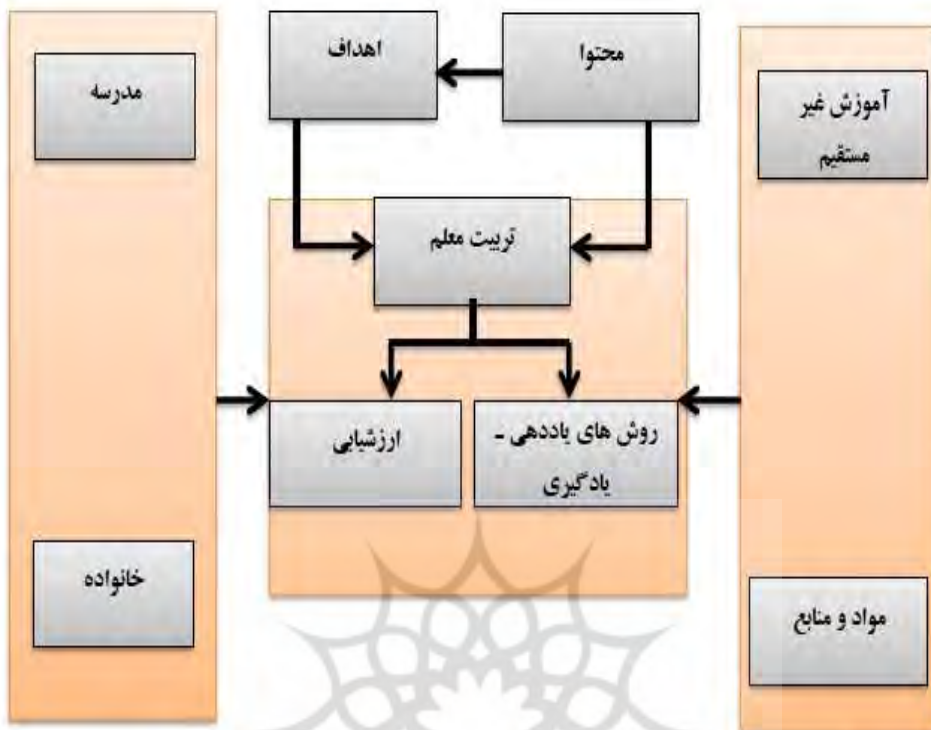 محتوا
اهداف
آموزش غیر
مستقیم
مدرسه
تربیت معلم
روش های یاددهی ـ
یادگیری
ارزشیابی
مواد و منابع
خانواده